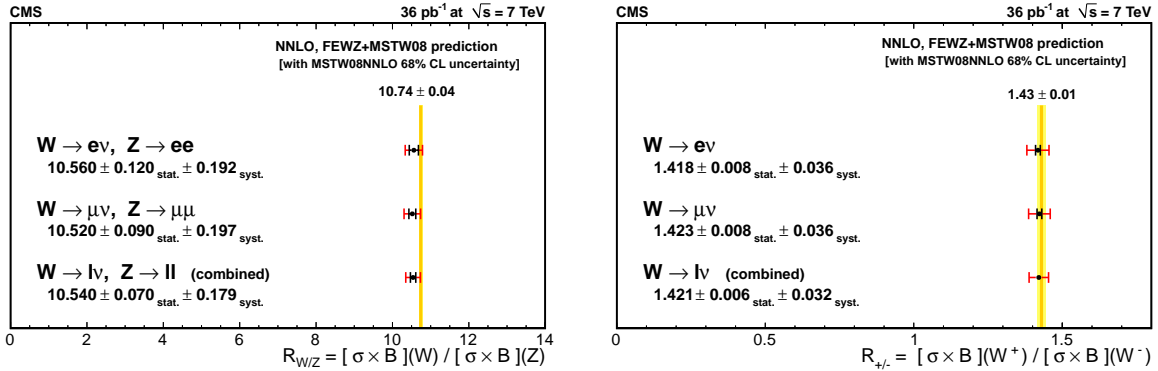 CMS
36 pb⁻¹ at √s = 7 TeV
NNLO, FEWZ+MSTW08 prediction
[with MSTW08NNLO 68% CL uncertainty]
10.74 ± 0.04
W → eν, Z → ee
10.560 ± 0.120 stat. ± 0.192 syst.
W → μν, Z → μμ
10.520 ± 0.090 stat. ± 0.197 syst.
W → lν, Z → ll (combined)
10.540 ± 0.070 stat. ± 0.179 syst.
0 2 4 6 8 10 12 14
R_W/Z = [ σ × B ](W) / [ σ × B ](Z)
CMS
36 pb⁻¹ at √s = 7 TeV
NNLO, FEWZ+MSTW08 prediction
[with MSTW08NNLO 68% CL uncertainty]
1.43 ± 0.01
W → eν
1.418 ± 0.008 stat. ± 0.036 syst.
W → μν
1.423 ± 0.008 stat. ± 0.036 syst.
W → lν (combined)
1.421 ± 0.006 stat. ± 0.032 syst.
0 0.5 1 1.5
R_+/- = [ σ × B ](W⁺) / [ σ × B ](W⁻)